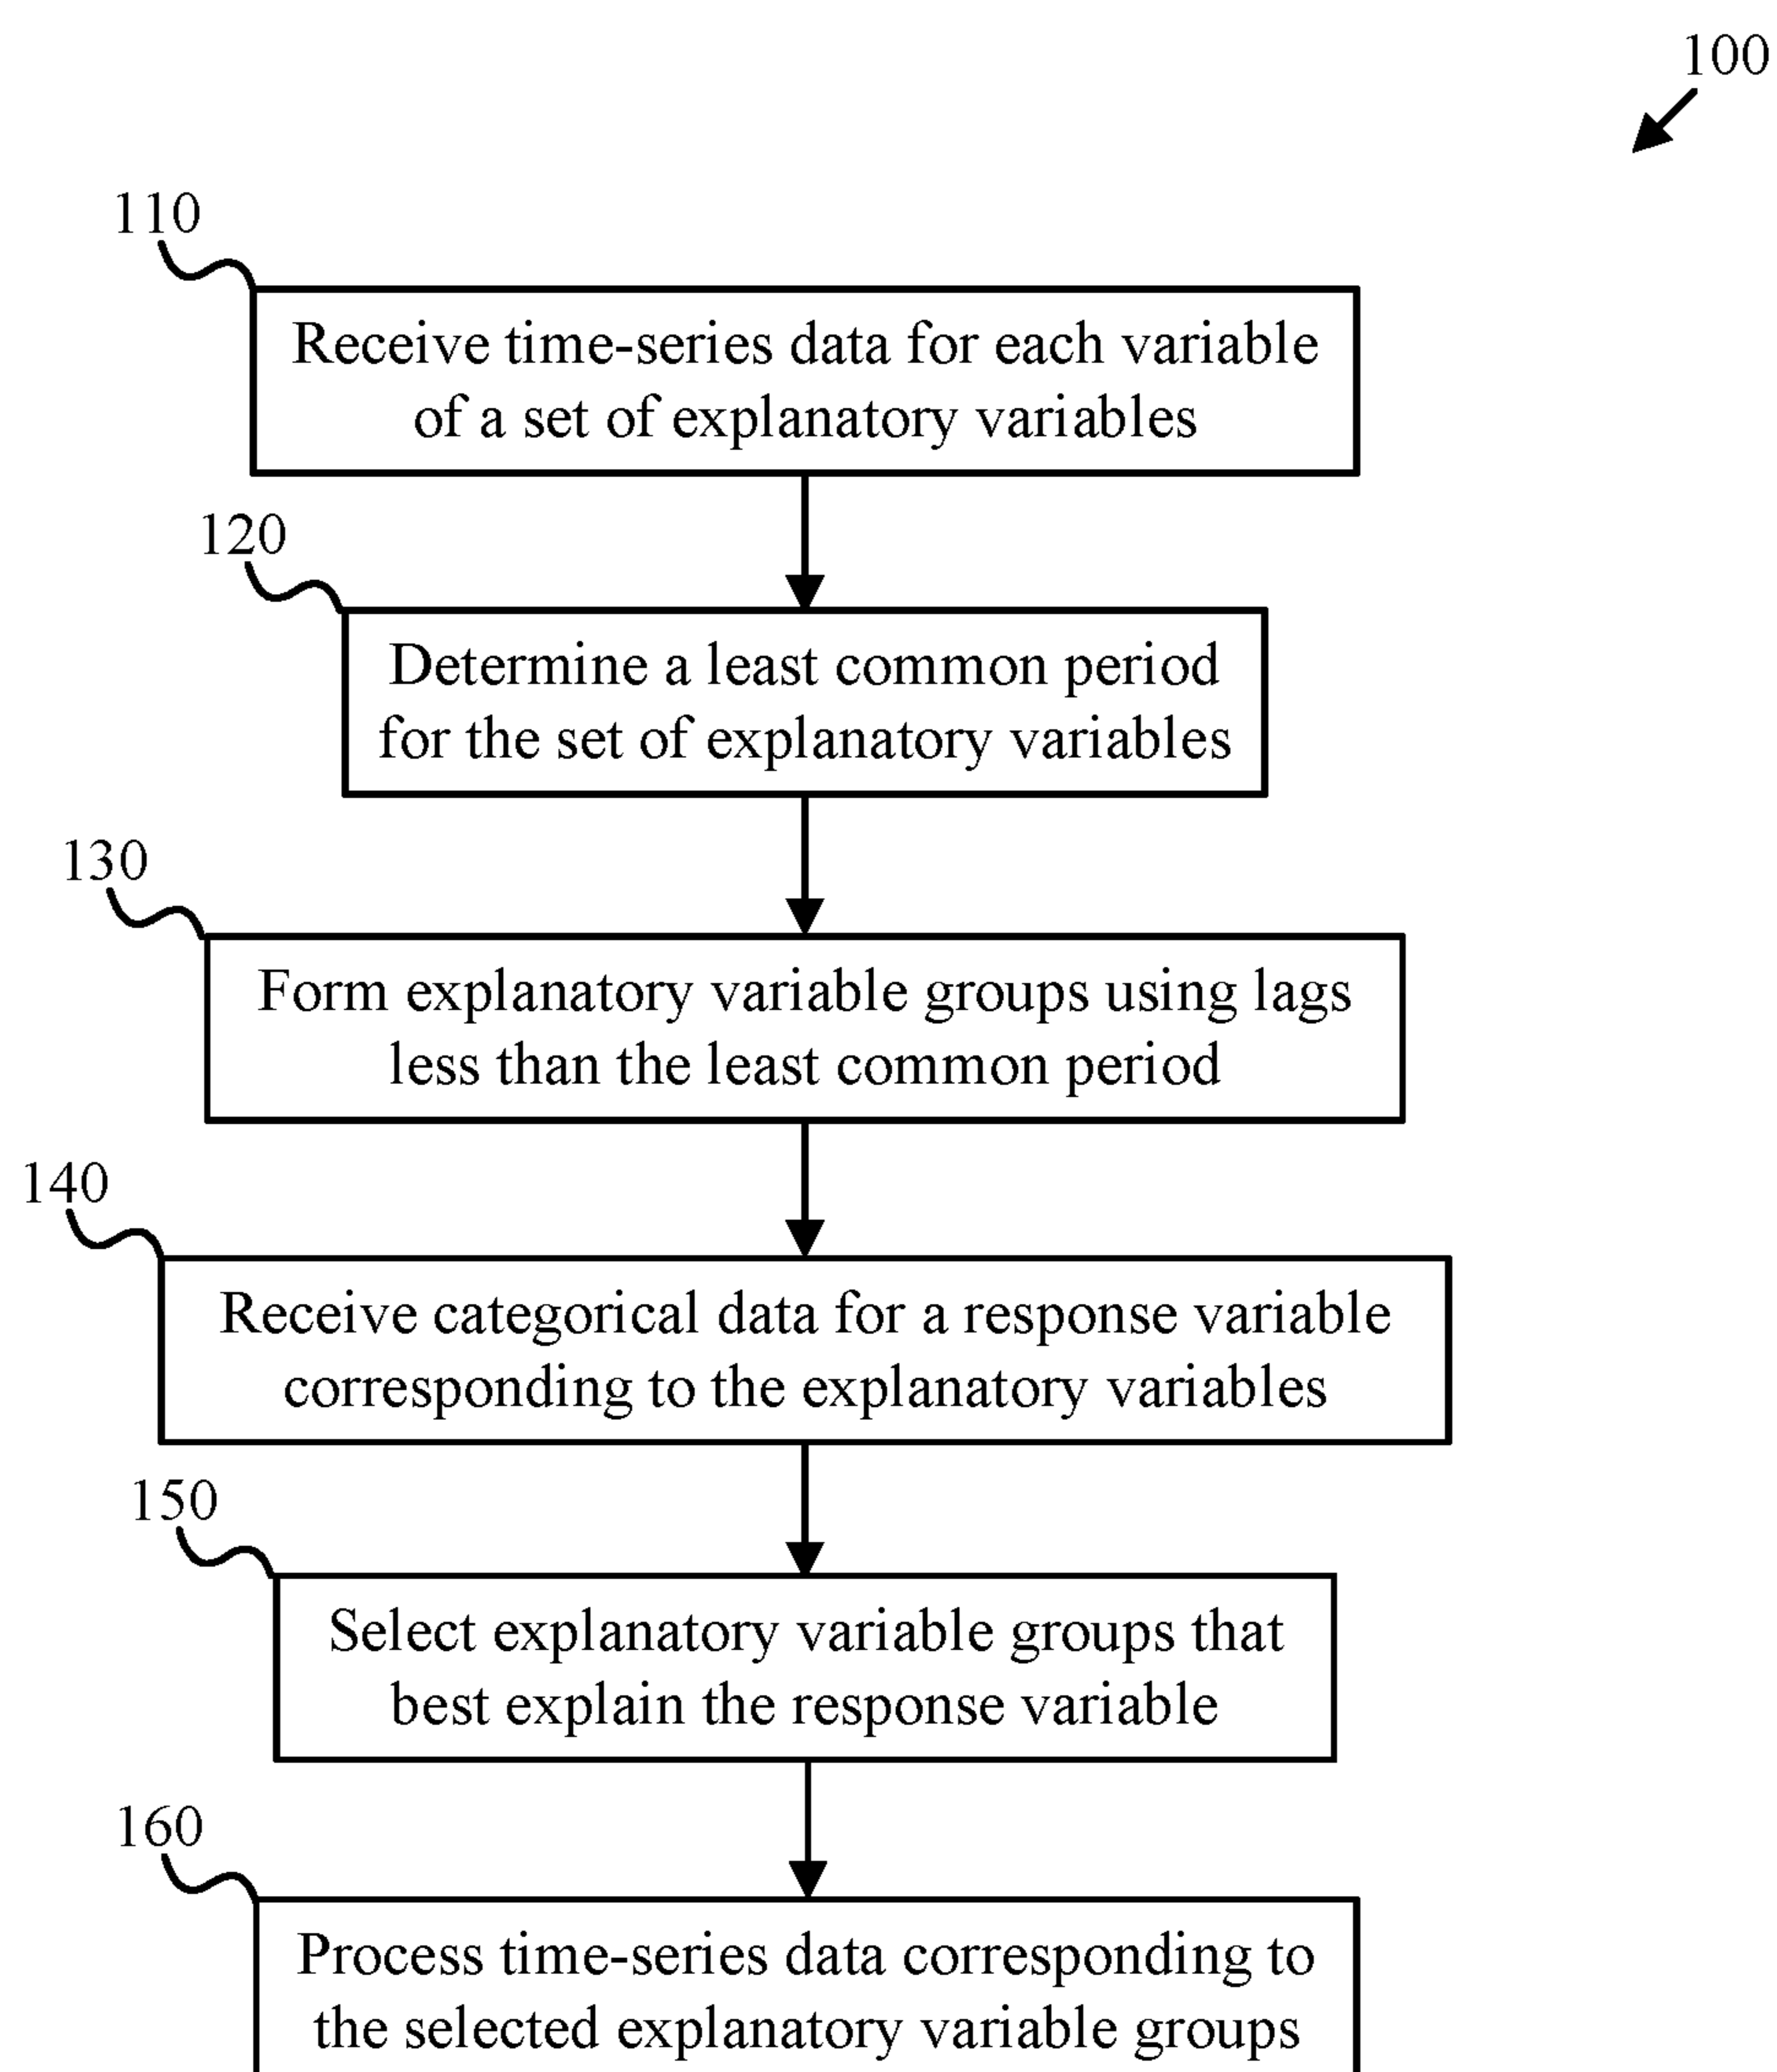 100
110
Receive time-series data for each variable
of a set of explanatory variables
120
Determine a least common period
for the set of explanatory variables
130
Form explanatory variable groups using lags
less than the least common period
140
Receive categorical data for a response variable
corresponding to the explanatory variables
150
Select explanatory variable groups that
best explain the response variable
160
Process time-series data corresponding to
the selected explanatory variable groups